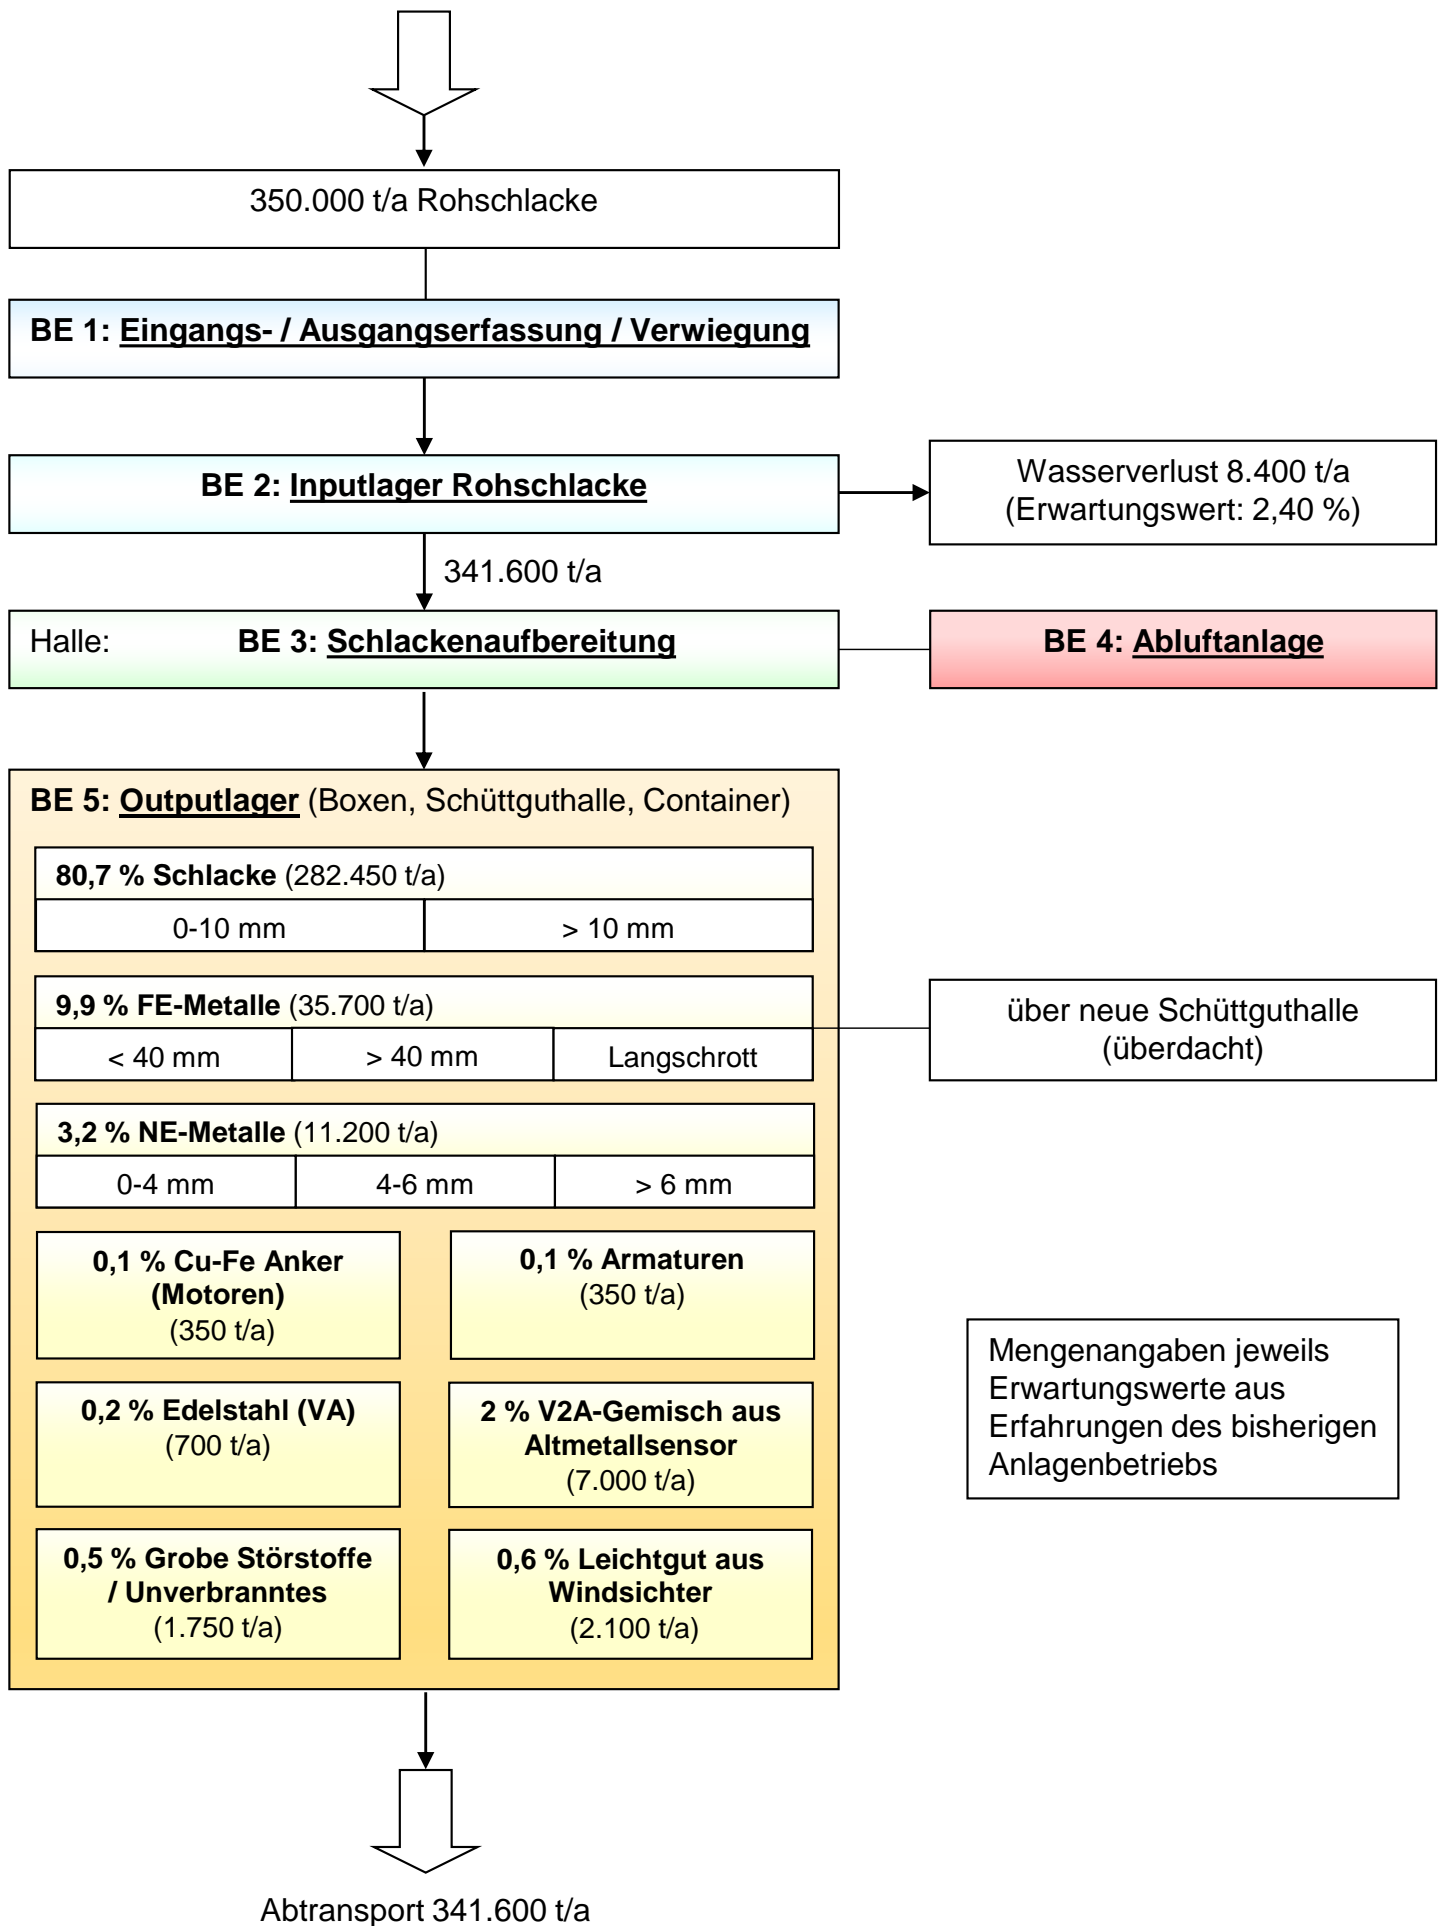 350.000 t/a Rohschlacke
BE 1: Eingangs- / Ausgangserfassung / Verwiegung
BE 2: Inputlager Rohschlacke
Wasserverlust 8.400 t/a
(Erwartungswert: 2,40 %)
341.600 t/a
Halle: BE 3: Schlackenaufbereitung
BE 4: Abluftanlage
BE 5: Outputlager (Boxen, Schüttguthalle, Container)
80,7 % Schlacke (282.450 t/a)
0-10 mm
> 10 mm
9,9 % FE-Metalle (35.700 t/a)
< 40 mm
> 40 mm
Langschrott
über neue Schüttguthalle
(überdacht)
3,2 % NE-Metalle (11.200 t/a)
0-4 mm
4-6 mm
> 6 mm
0,1 % Cu-Fe Anker
(Motoren)
(350 t/a)
0,1 % Armaturen
(350 t/a)
0,2 % Edelstahl (VA)
(700 t/a)
2 % V2A-Gemisch aus
Altmetallsensor
(7.000 t/a)
0,5 % Grobe Störstoffe
/ Unverbranntes
(1.750 t/a)
0,6 % Leichtgut aus
Windsichter
(2.100 t/a)
Mengenangaben jeweils
Erwartungswerte aus
Erfahrungen des bisherigen
Anlagenbetriebs
Abtransport 341.600 t/a